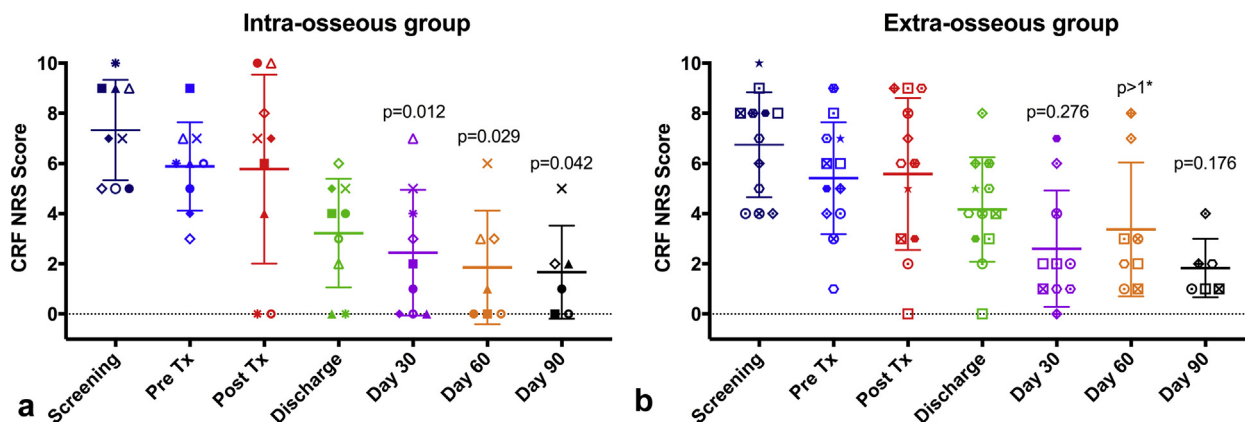 Intra-osseous group
CRF NRS Score
10
8
6
4
2
0
p=0.012
p=0.029
p=0.042
Screening
Pre Tx
Post Tx
Discharge
Day 30
Day 60
Day 90
a
Extra-osseous group
CRF NRS Score
10
8
6
4
2
0
p=0.276
p>1*
p=0.176
Screening
Pre Tx
Post Tx
Discharge
Day 30
Day 60
Day 90
b